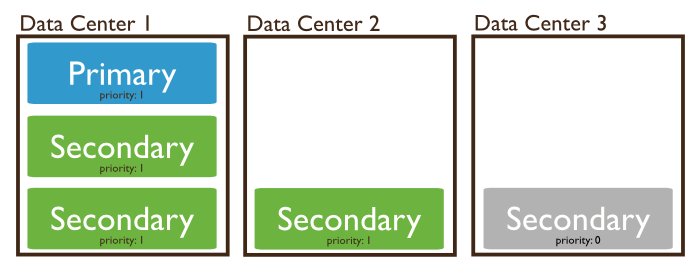 Data Center 1
Primary
priority: 1
Secondary
priority: 1
Secondary
priority: 1
Data Center 2
Secondary
priority: 1
Data Center 3
Secondary
priority: 0